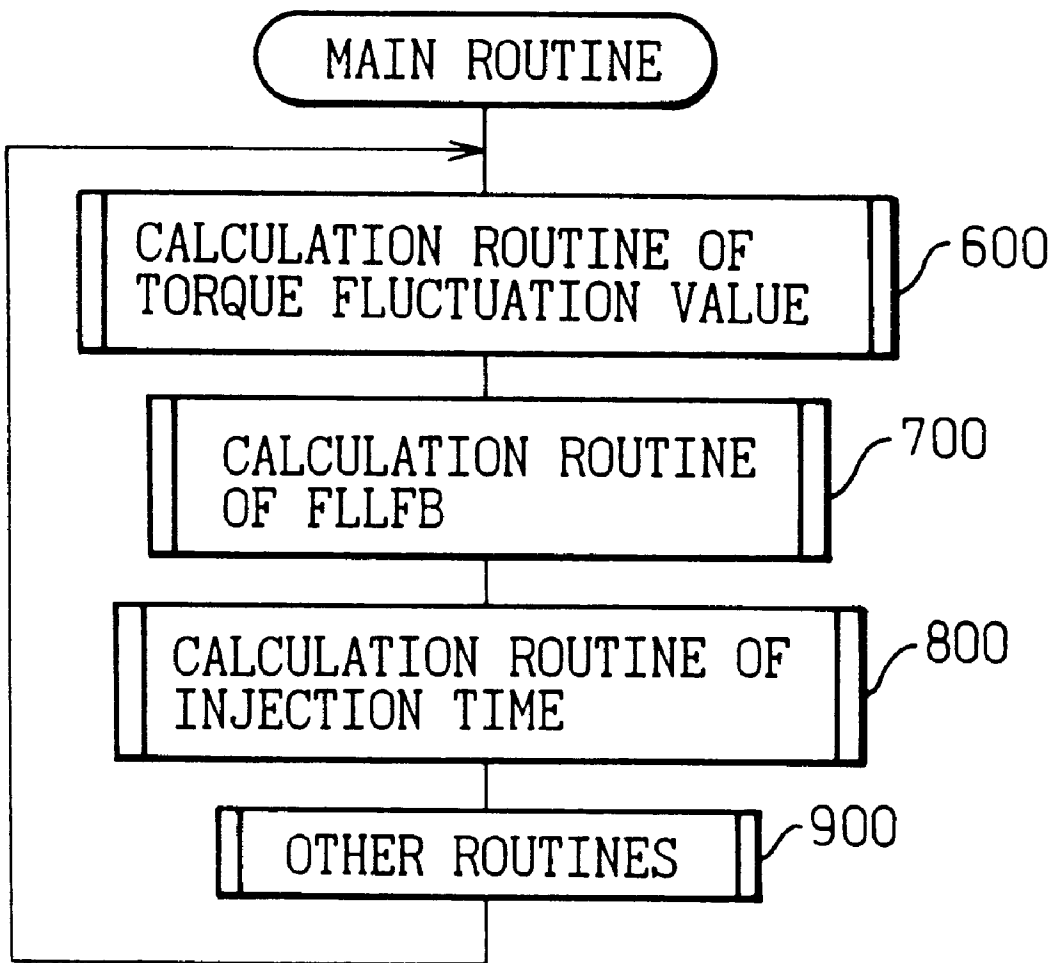 MAIN ROUTINE
CALCULATION ROUTINE OF
TORQUE FLUCTUATION VALUE
600
CALCULATION ROUTINE
OF FLLFB
700
CALCULATION ROUTINE OF
INJECTION TIME
800
OTHER ROUTINES
900